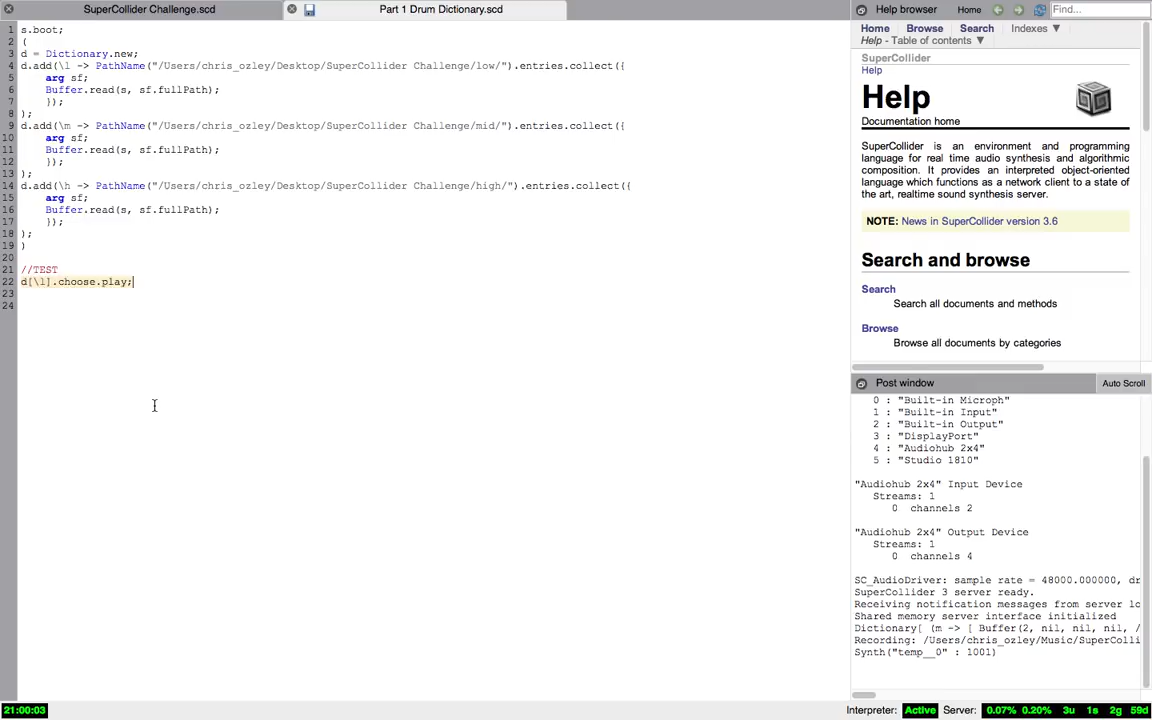 SuperCollider Challenge.scd
Part 1 Drum Dictionary.scd
1 s.boot;
2 (
3 d = Dictionary.new;
4 d.add(\l -> PathName("/Users/chris_ozley/Desktop/SuperCollider Challenge/low/").entries.collect({
5 arg sf;
6 Buffer.read(s, sf.fullPath);
7 });
8 );
9 d.add(\m -> PathName("/Users/chris_ozley/Desktop/SuperCollider Challenge/mid/").entries.collect({
10 arg sf;
11 Buffer.read(s, sf.fullPath);
12 });
13 );
14 d.add(\h -> PathName("/Users/chris_ozley/Desktop/SuperCollider Challenge/high/").entries.collect({
15 arg sf;
16 Buffer.read(s, sf.fullPath);
17 });
18 );
19 )
20
21 //TEST
22 d[\l].choose.play;
23
24
Help browser Home Find...
Home Browse Search Indexes ▼
Help - Table of contents ▼
SuperCollider
Help
Help
Documentation home
SuperCollider is an environment and programming
language for real time audio synthesis and algorithmic
composition. It provides an interpreted object-oriented
language which functions as a network client to a state of
the art, realtime sound synthesis server.
NOTE: News in SuperCollider version 3.6
Search and browse
Search
Search all documents and methods
Browse
Browse all documents by categories
Post window Auto Scroll
0 : "Built-in Microph"
1 : "Built-in Input"
2 : "Built-in Output"
3 : "DisplayPort"
4 : "Audiohub 2x4"
5 : "Studio 1810"
"Audiohub 2x4" Input Device
Streams: 1
0 channels 2
"Audiohub 2x4" Output Device
Streams: 1
0 channels 4
SC_AudioDriver: sample rate = 48000.000000, dr
SuperCollider 3 server ready.
Receiving notification messages from server lo
Shared memory server interface initialized
Dictionary[ (m -> [ Buffer(2, nil, nil, nil, /
Recording: /Users/chris_ozley/Music/SuperColli
Synth("temp__0" : 1001)
21:00:03
Interpreter: Active Server: 0.07% 0.20% 3u 1s 2g 59d